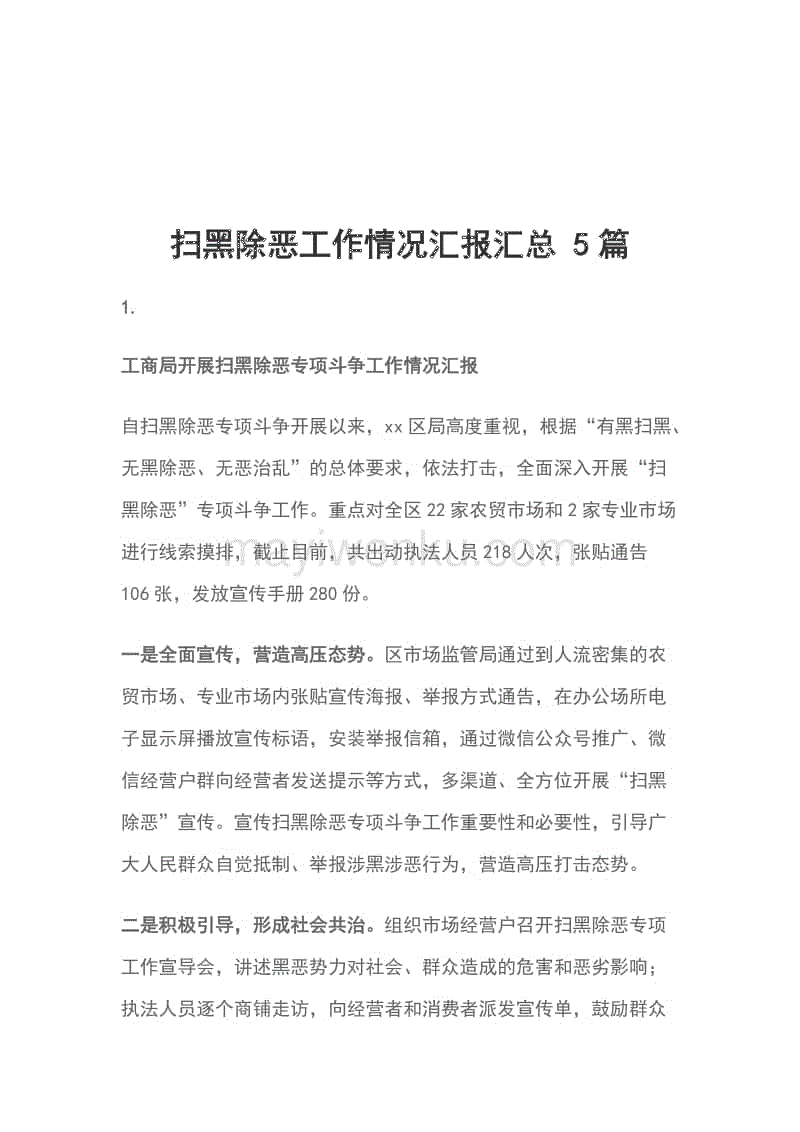 扫黑除恶工作情况汇报汇总 5 篇
1.
工商局开展扫黑除恶专项斗争工作情况汇报
自扫黑除恶专项斗争开展以来，xx 区局高度重视，根据“有黑扫黑、
无黑除恶、无恶治乱”的总体要求，依法打击，全面深入开展“扫
黑除恶”专项斗争工作。重点对全区 22 家农贸市场和 2 家专业市场
进行线索摸排，截止目前，共出动执法人员 218 人次，张贴通告
mayiwenku.com
106 张，发放宣传手册 280 份。
一是全面宣传，营造高压态势。区市场监管局通过到人流密集的农
贸市场、专业市场内张贴宣传海报、举报方式通告，在办公场所电
子显示屏播放宣传标语，安装举报信箱，通过微信公众号推广、微
信经营户群向经营者发送提示等方式，多渠道、全方位开展“扫黑
除恶”宣传。宣传扫黑除恶专项斗争工作重要性和必要性，引导广
大人民群众自觉抵制、举报涉黑涉恶行为，营造高压打击态势。
二是积极引导，形成社会共治。组织市场经营户召开扫黑除恶专项
工作宣导会，讲述黑恶势力对社会、群众造成的危害和恶劣影响；
执法人员逐个商铺走访，向经营者和消费者派发宣传单，鼓励群众